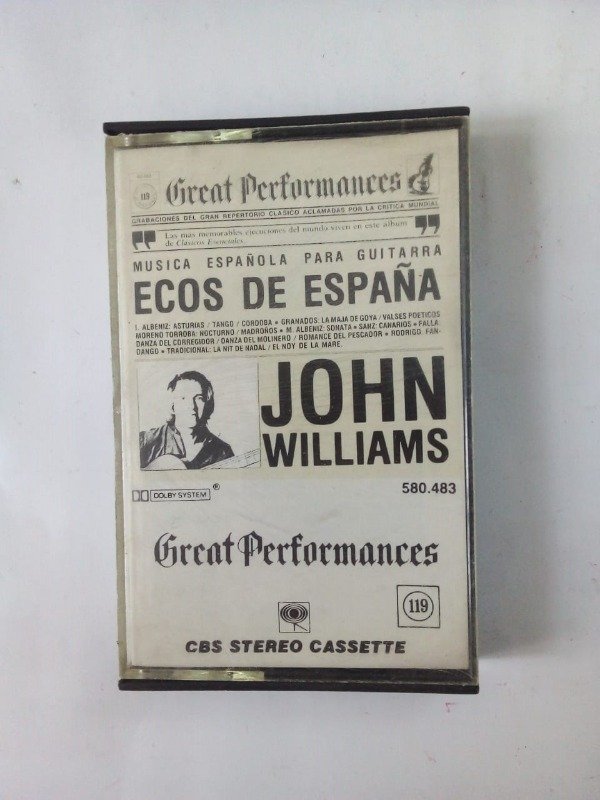 119
Great Performances
GRABACIONES DEL GRAN REPERTORIO CLASICO ACLAMADAS POR LA CRITICA MUNDIAL
Las más memorables ejecuciones del mundo viven en este álbum
de Clásicos Esenciales.
MUSICA ESPAÑOLA PARA GUITARRA
ECOS DE ESPAÑA
I. ALBENIZ: ASTURIAS / TANGO / CORDOBA • GRANADOS: LA MAJA DE GOYA / VALSES POETICOS
MORENO TORROBA: NOCTURNO / MADROÑOS • M. ALBENIZ: SONATA • SANZ: CANARIOS • FALLA:
DANZA DEL CORREGIDOR / DANZA DEL MOLINERO / ROMANCE DEL PESCADOR • RODRIGO: FAN-
DANGO • TRADICIONAL: LA NIT DE NADAL / EL NOY DE LA MARE.
JOHN
WILLIAMS
DOLBY SYSTEM ®
580.483
Great Performances
119
CBS STEREO CASSETTE